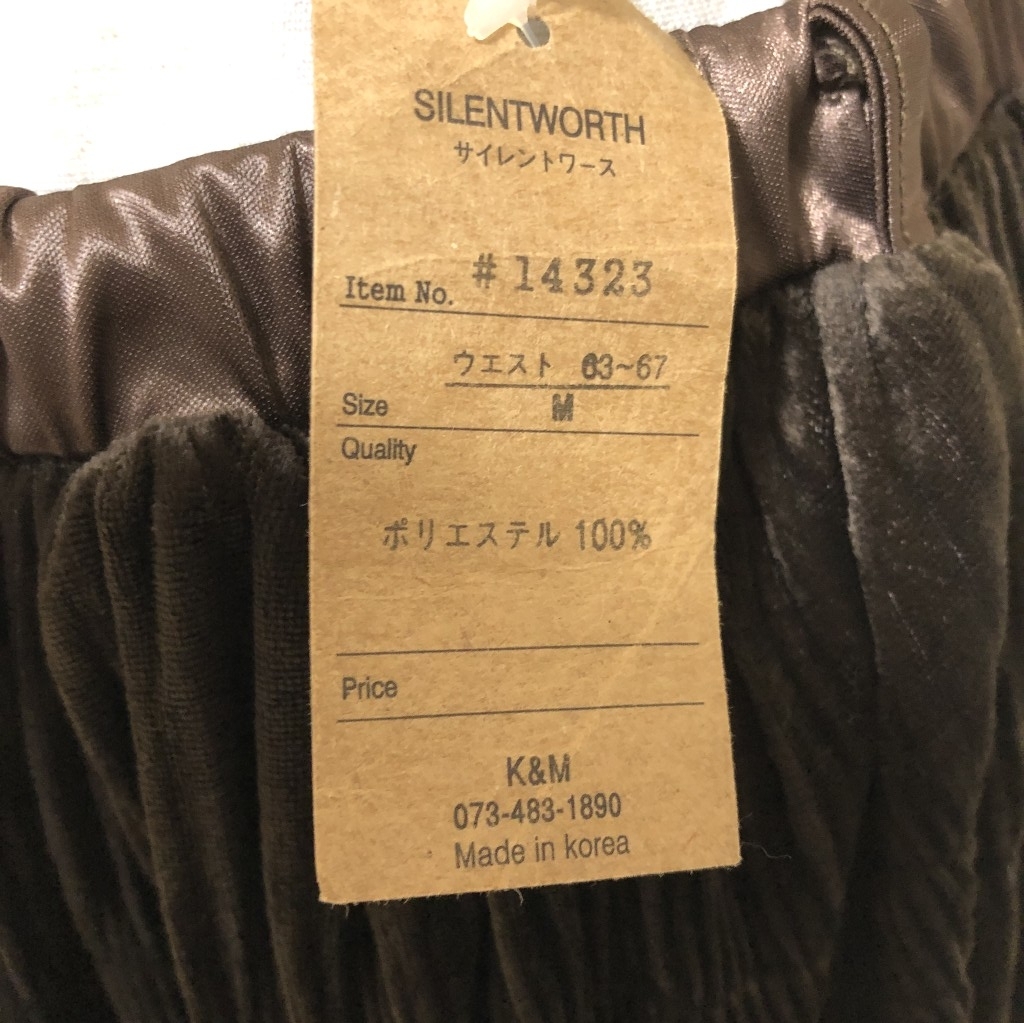 SILENTWORTH
サイレントワース
Item No. #14323
ウエスト 63~67
Size M
Quality
ポリエステル 100%
Price
K&M
073-483-1890
Made in korea